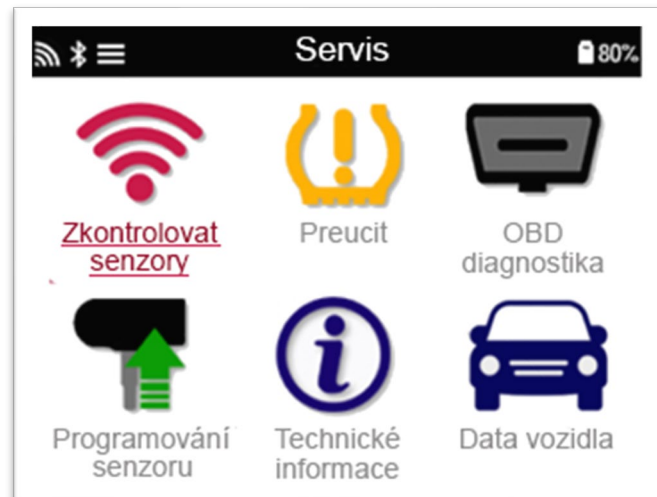 Servis
80%
Zkontrolovat
senzory
Preucit
OBD
diagnostika
Programování
senzoru
Technické
informace
Data vozidla